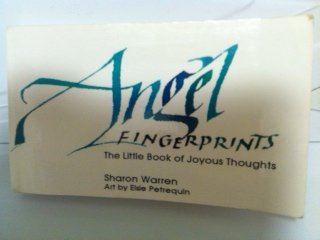 Angel
FINGERPRINTS
The Little Book of Joyous Thoughts
Sharon Warren
Art by Elsie Petrequin